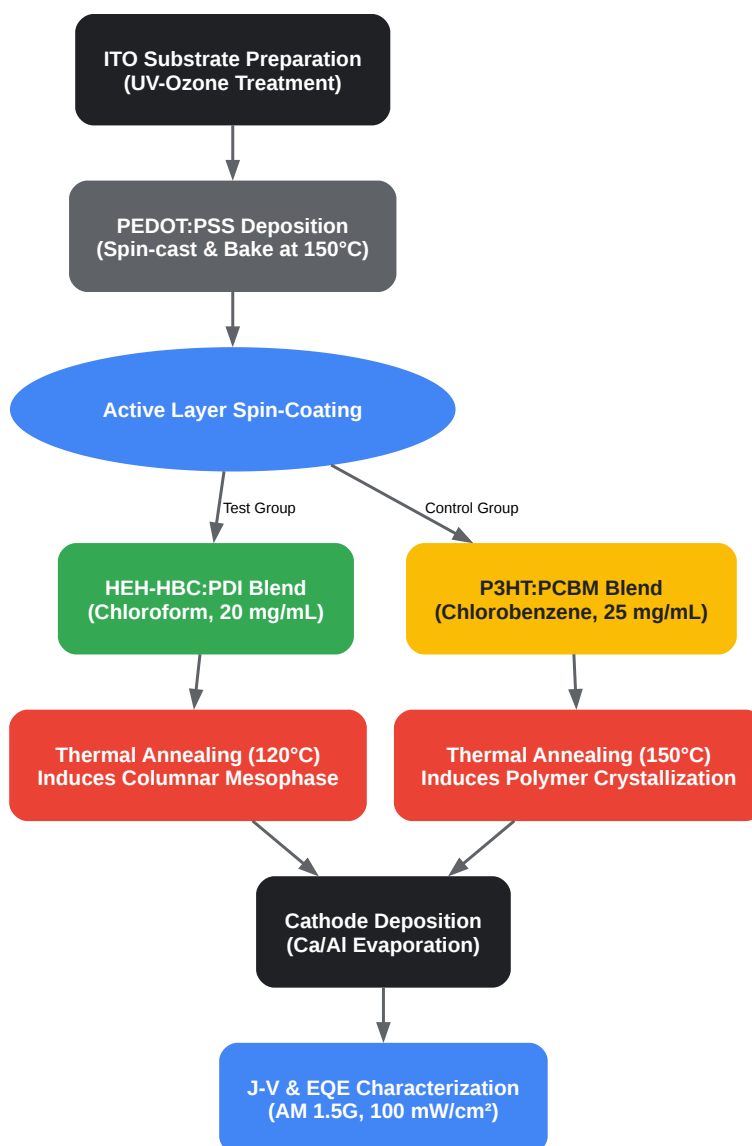 ITO Substrate Preparation
(UV-Ozone Treatment)
PEDOT:PSS Deposition
(Spin-cast & Bake at 150°C)
Active Layer Spin-Coating
Test Group
Control Group
HEH-HBC:PDI Blend
(Chloroform, 20 mg/mL)
P3HT:PCBM Blend
(Chlorobenzene, 25 mg/mL)
Thermal Annealing (120°C)
Induces Columnar Mesophase
Thermal Annealing (150°C)
Induces Polymer Crystallization
Cathode Deposition
(Ca/Al Evaporation)
J-V & EQE Characterization
(AM 1.5G, 100 mW/cm²)